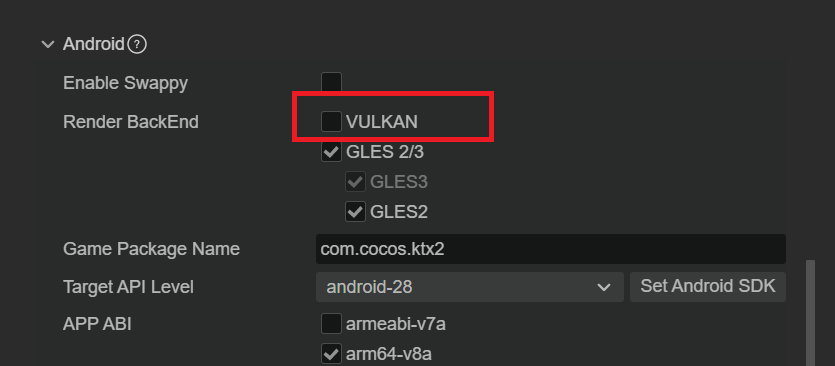 Android ?
Enable Swappy
Render BackEnd VULKAN
GLES 2/3
GLES3
GLES2
Game Package Name com.cocos.ktx2
Target API Level android-28 Set Android SDK
APP ABI armeabi-v7a
arm64-v8a